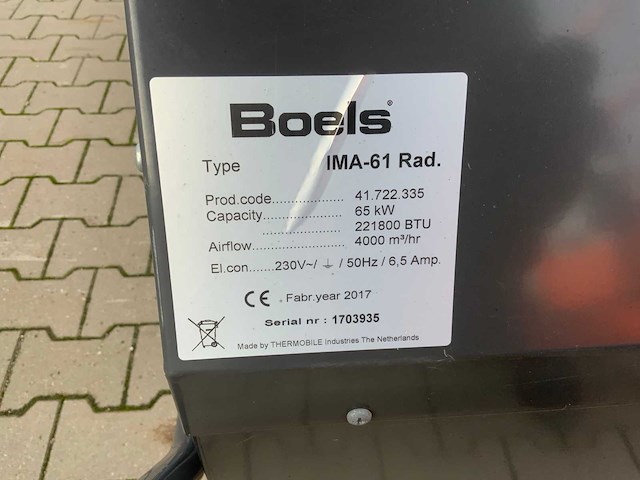 Boels®
Type IMA-61 Rad.
Prod.code.................... 41.722.335
Capacity...................... 65 kW
...................... 221800 BTU
Airflow......................... 4000 m³/hr
El.con.......230V~/ ⏚ / 50Hz / 6,5 Amp.
CE Fabr.year 2017
Serial nr : 1703935
Made by THERMOBILE Industries The Netherlands